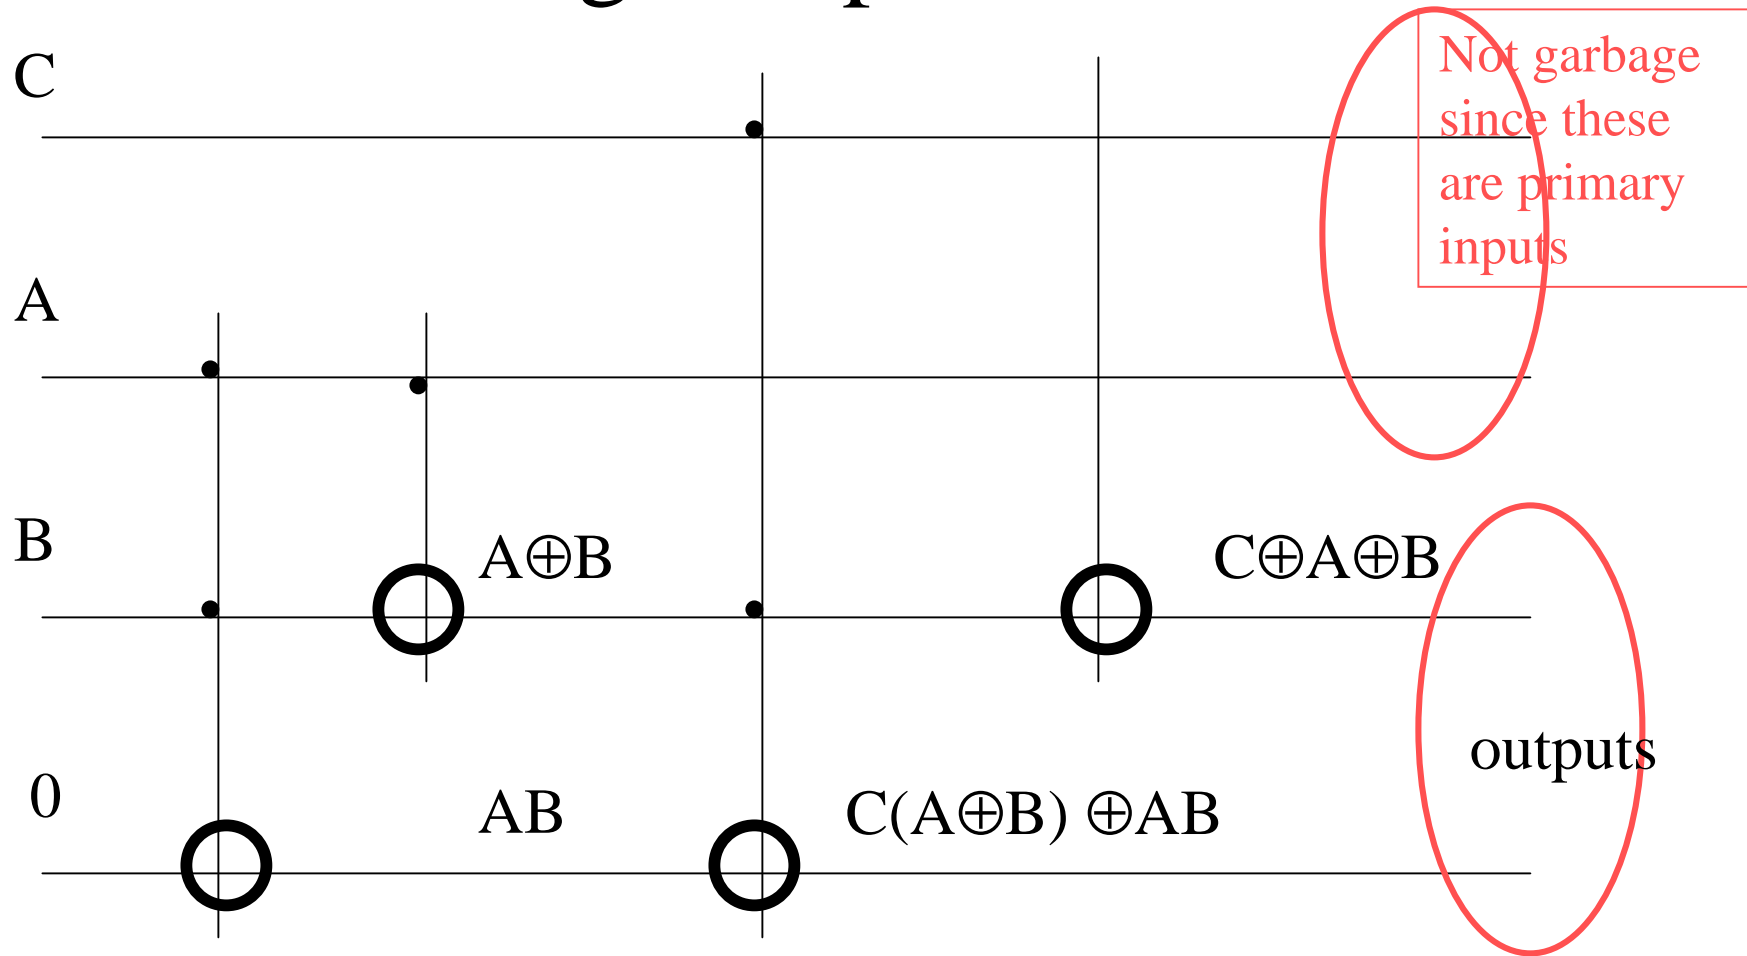 C
Not garbage
since these
are primary
inputs
A
B
A⊕B
C⊕A⊕B
outputs
0
AB
C(A⊕B) ⊕AB